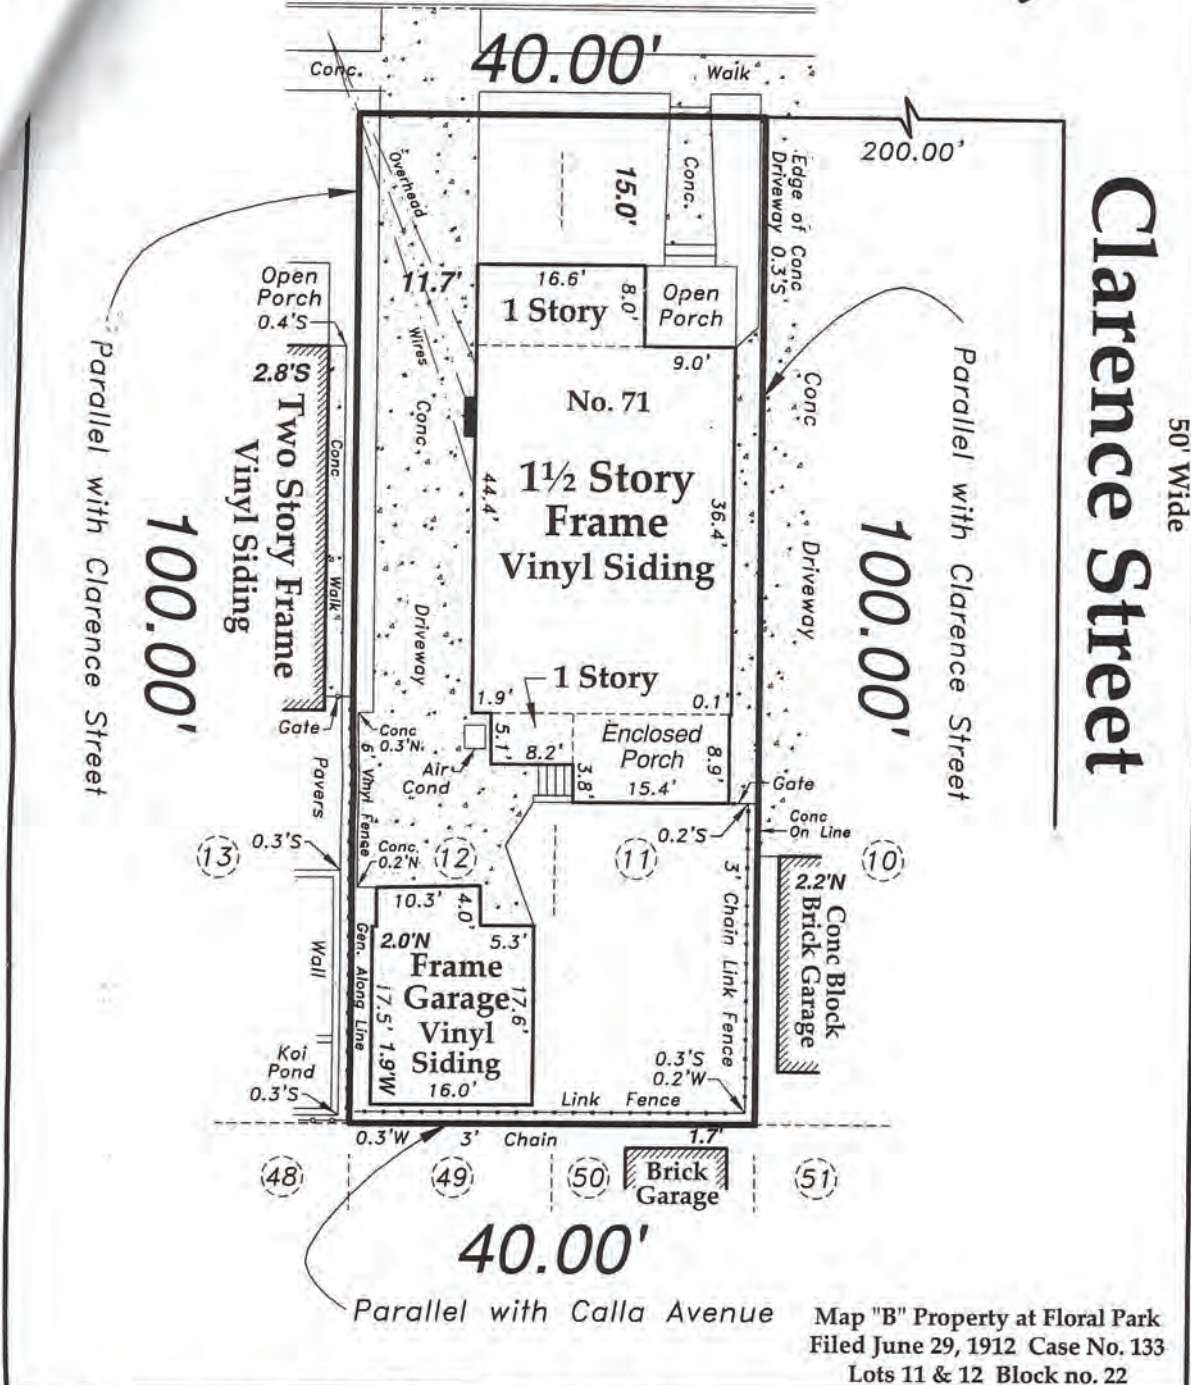 40.00'
Conc.
Walk
200.00'
Clarence Street
50' Wide
Edge of Conc
Driveway 0.3'S
Conc.
15.0'
Overhead
Wires
11.7'
16.6'
8.0'
1 Story
Open
Porch
9.0'
Open
Porch
0.4'S
2.8'S
Two Story Frame
Vinyl Siding
Conc
Walk
Parallel with Clarence Street
100.00'
No. 71
1½ Story
Frame
Vinyl Siding
44.4'
36.4'
Conc.
Driveway
Conc
Driveway
Parallel with Clarence Street
100.00'
1 Story
1.9'
0.1'
5.1'
8.2'
3.8'
Enclosed
Porch
8.9'
15.4'
Gate
Conc
0.3'N.
Air
Cond
Gate
Conc
On Line
0.2'S
Pavers
6' Vinyl Fence
13
0.3'S
Conc.
0.2'N
12
11
10
3' Chain Link Fence
2.2'N
Conc Block
Brick Garage
10.3'
4.0'
5.3'
2.0'N
Frame
Garage
Vinyl
Siding
17.5'
17.6'
1.9'W
16.0'
Gen. Along Line
Wall
Koi
Pond
0.3'S
0.3'S
0.2'W
Link Fence
0.3'W
3' Chain
1.7'
48
49
50
51
Brick
Garage
40.00'
Parallel with Calla Avenue
Map "B" Property at Floral Park
Filed June 29, 1912 Case No. 133
Lots 11 & 12 Block no. 22